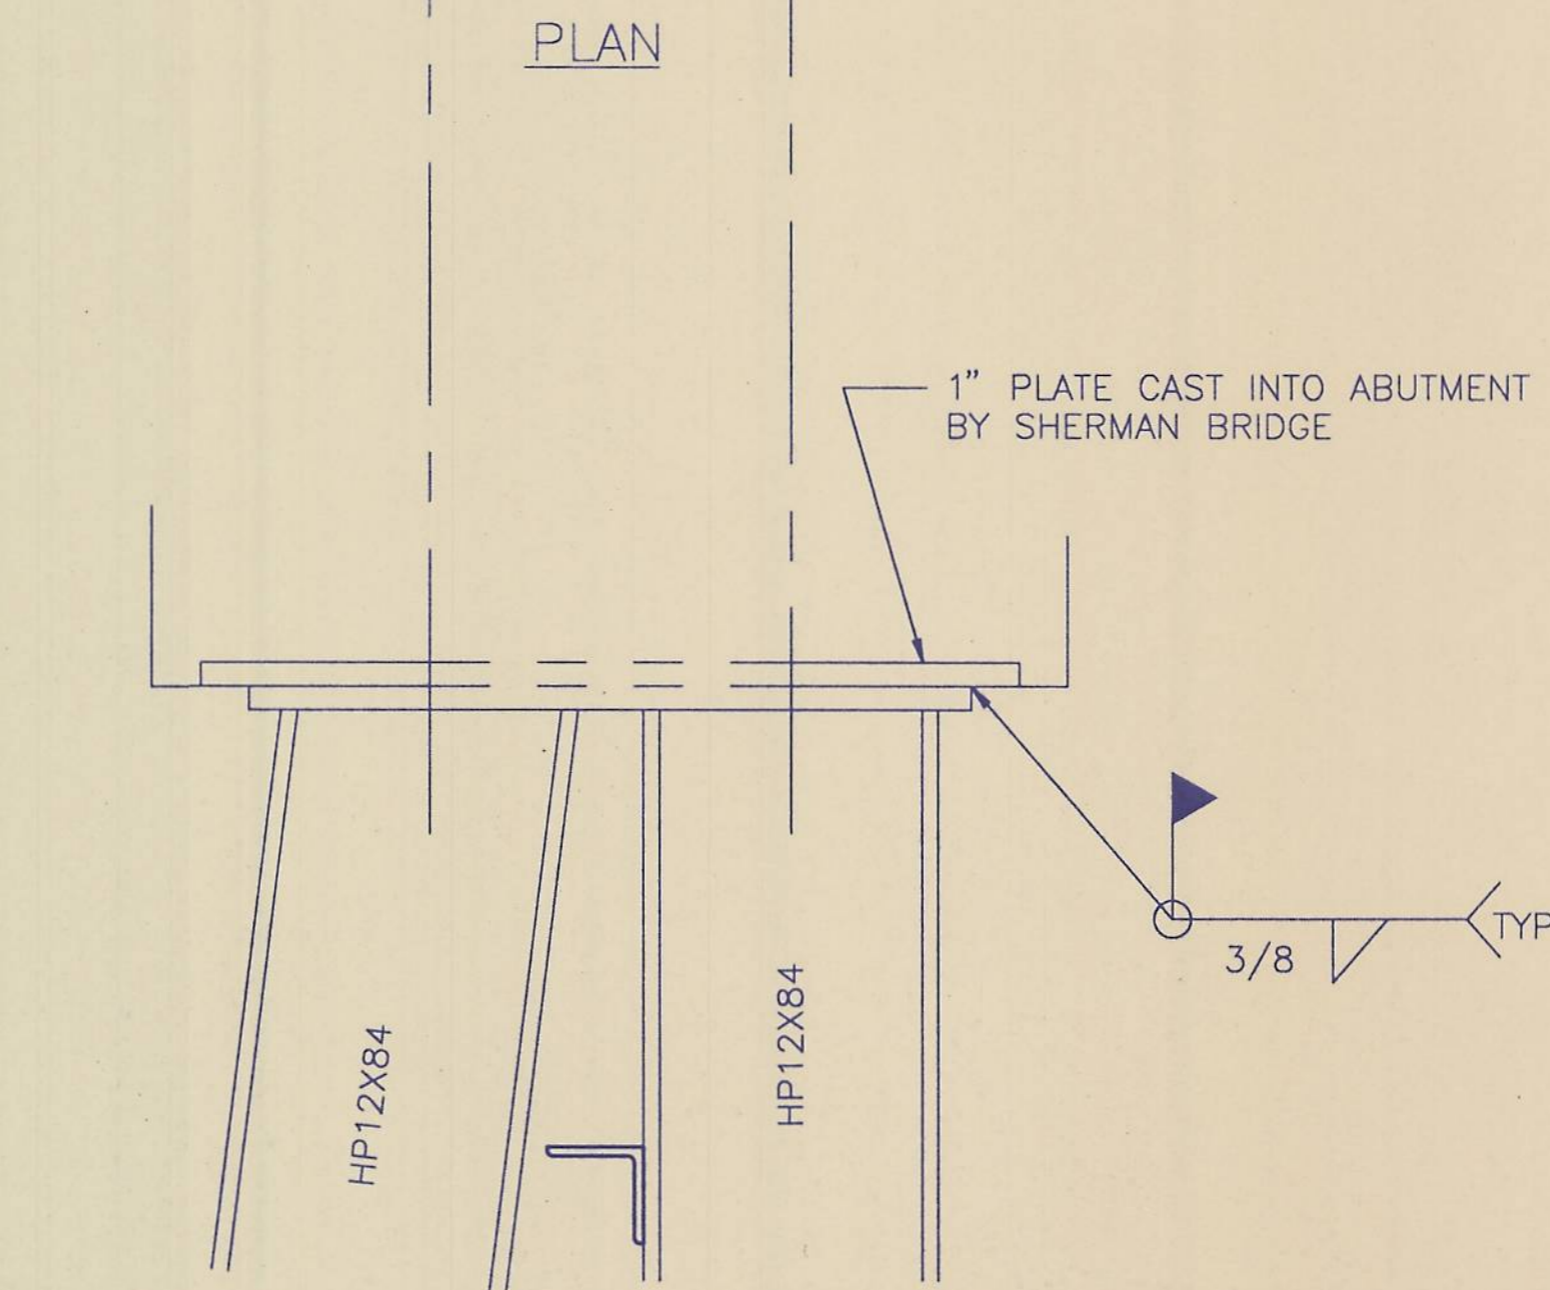 PLAN
1" PLATE CAST INTO ABUTMENT
BY SHERMAN BRIDGE
3/8
TYP
HP12X84
HP12X84